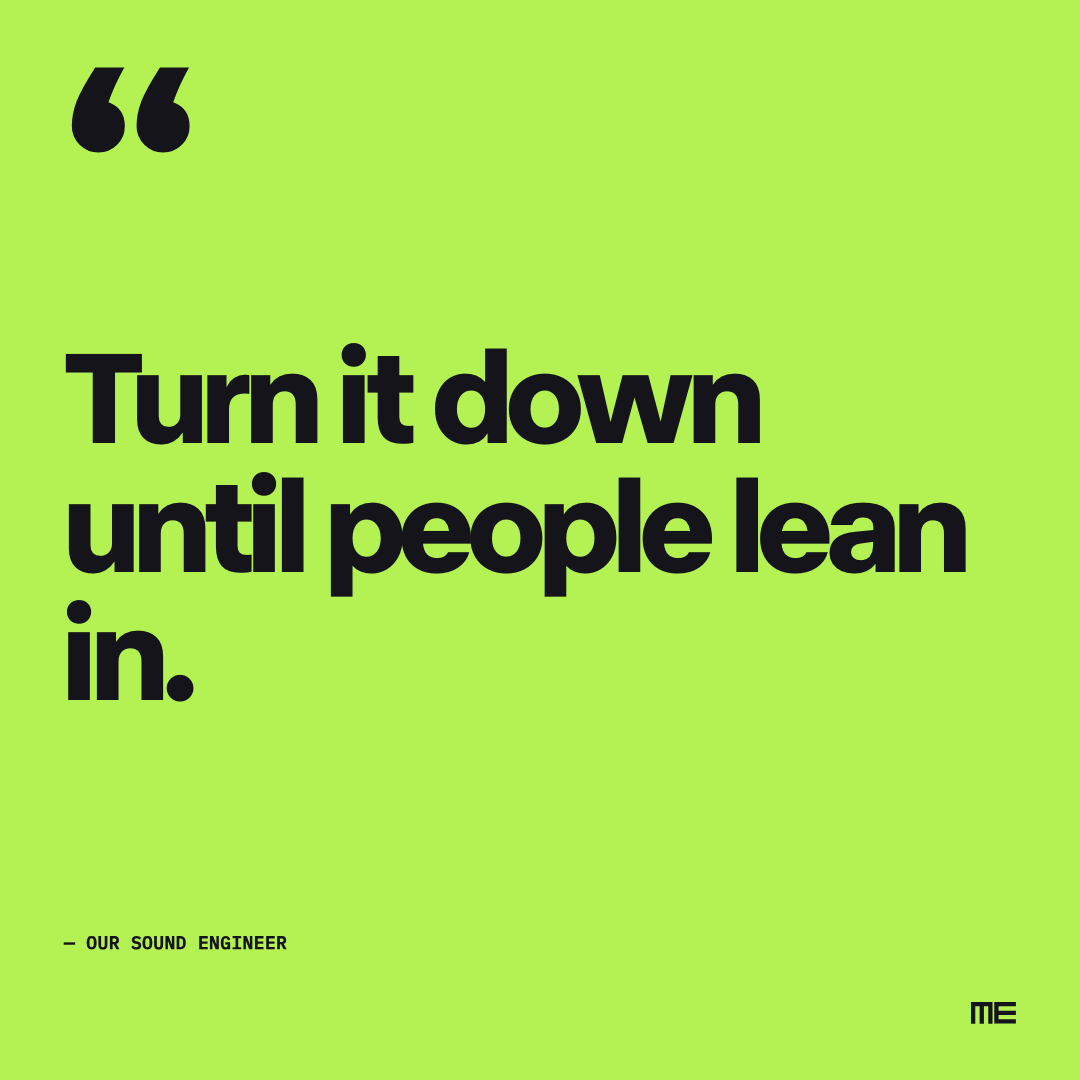 “
Turn it down
until people lean
in.
— OUR SOUND ENGINEER
ME